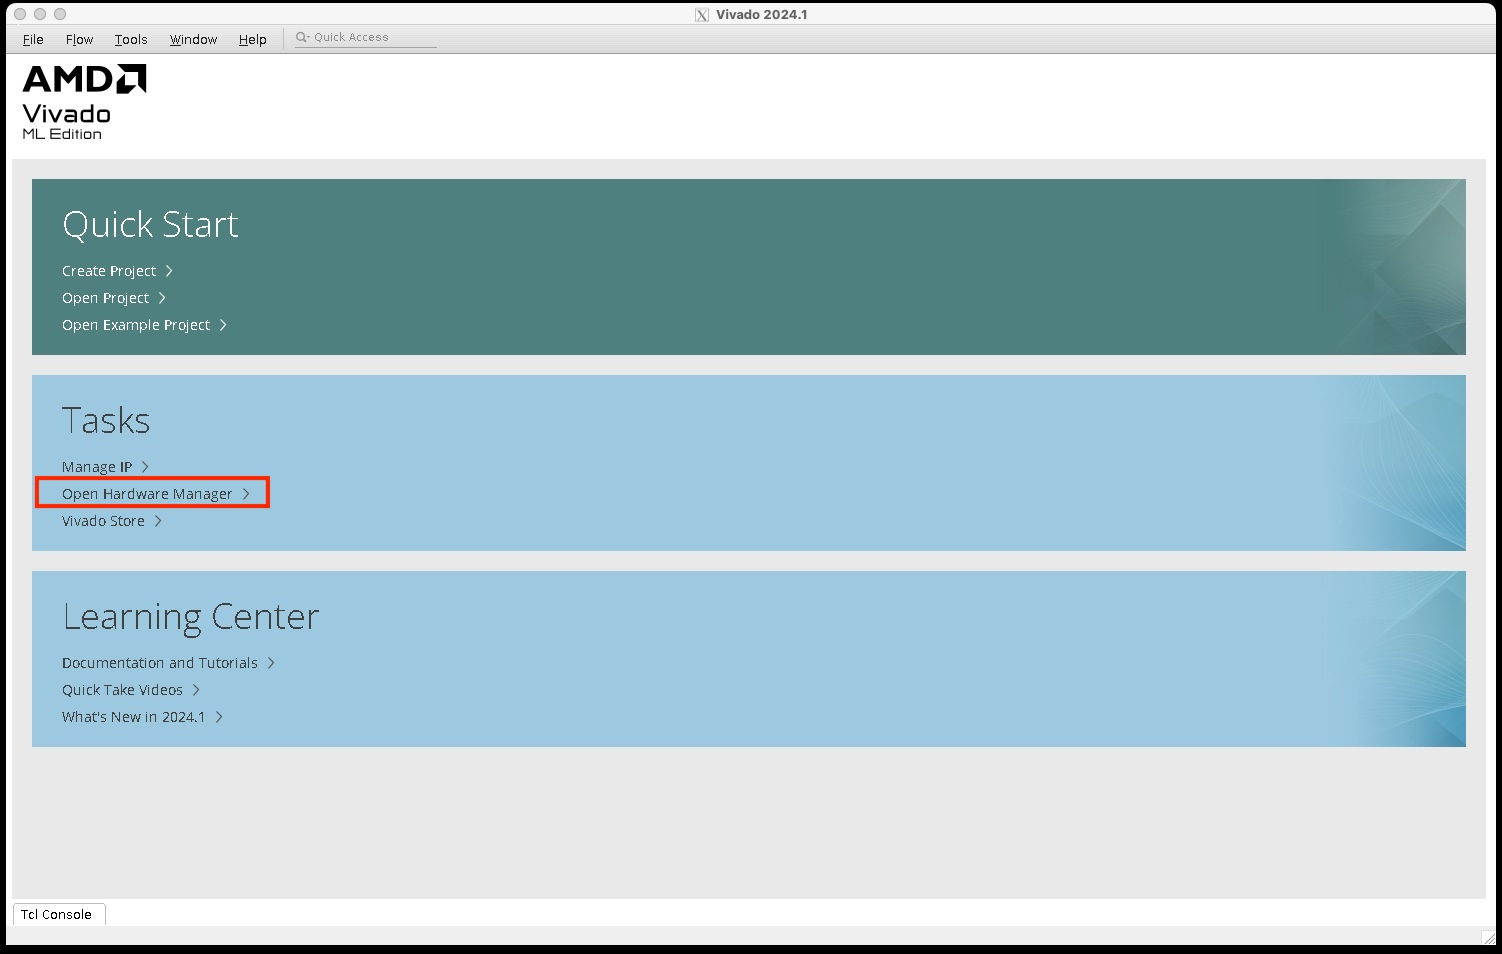 Vivado 2024.1
File Flow Tools Window Help Quick Access
AMD
Vivado
ML Edition
Quick Start
Create Project
Open Project
Open Example Project
Tasks
Manage IP
Open Hardware Manager
Vivado Store
Learning Center
Documentation and Tutorials
Quick Take Videos
What's New in 2024.1
Tcl Console